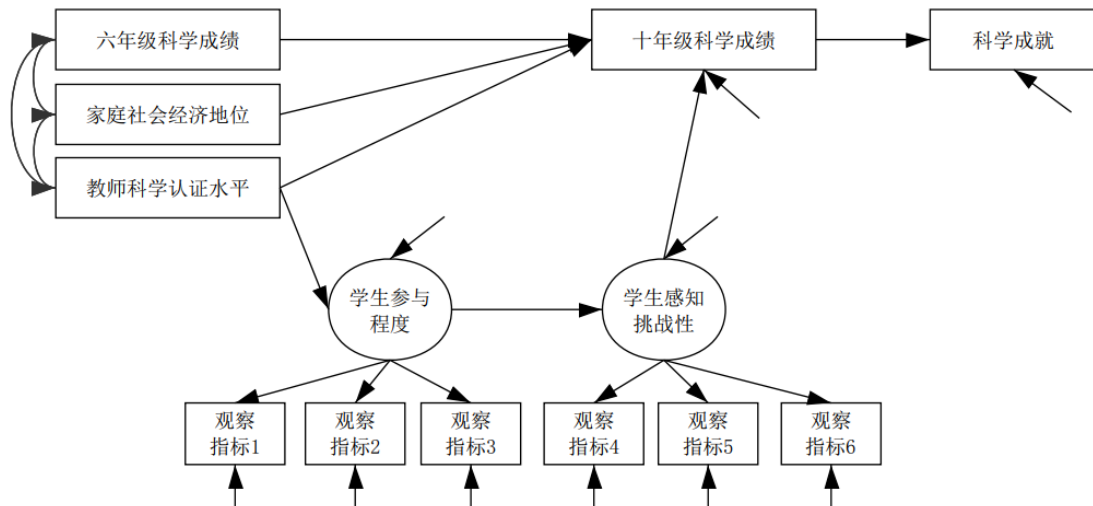 六年级科学成绩
十年级科学成绩
科学成就
家庭社会经济地位
教师科学认证水平
学生参与
程度
学生感知
挑战性
观察
指标1
观察
指标2
观察
指标3
观察
指标4
观察
指标5
观察
指标6